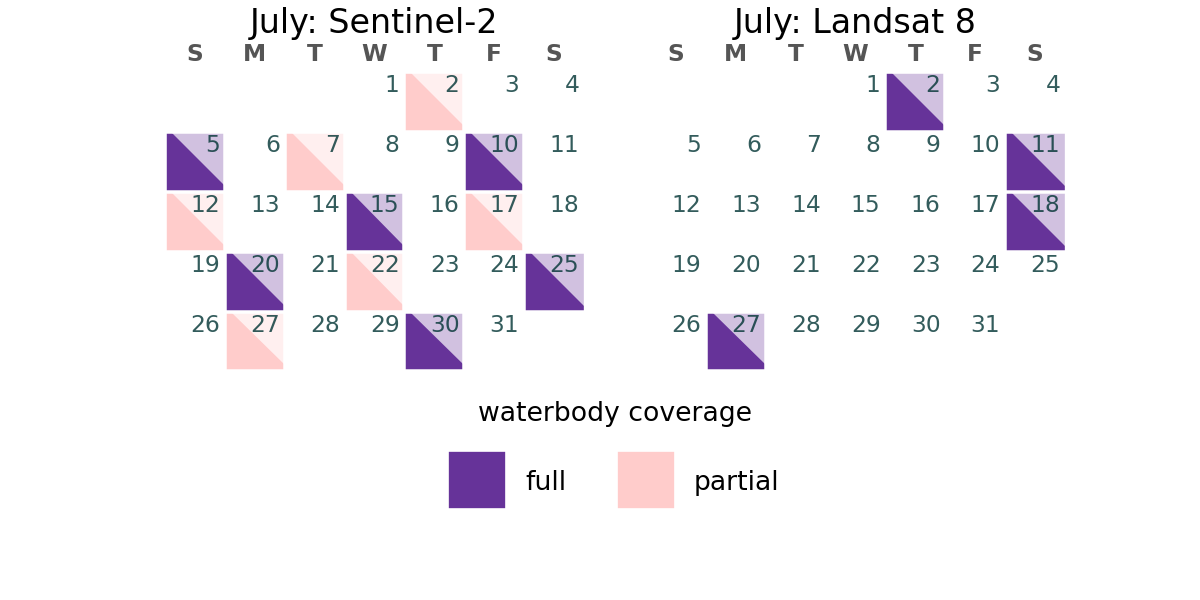 July: Sentinel-2
S M T W T F S
1 2 3 4
5 6 7 8 9 10 11
12 13 14 15 16 17 18
19 20 21 22 23 24 25
26 27 28 29 30 31
July: Landsat 8
S M T W T F S
1 2 3 4
5 6 7 8 9 10 11
12 13 14 15 16 17 18
19 20 21 22 23 24 25
26 27 28 29 30 31
waterbody coverage
full
partial